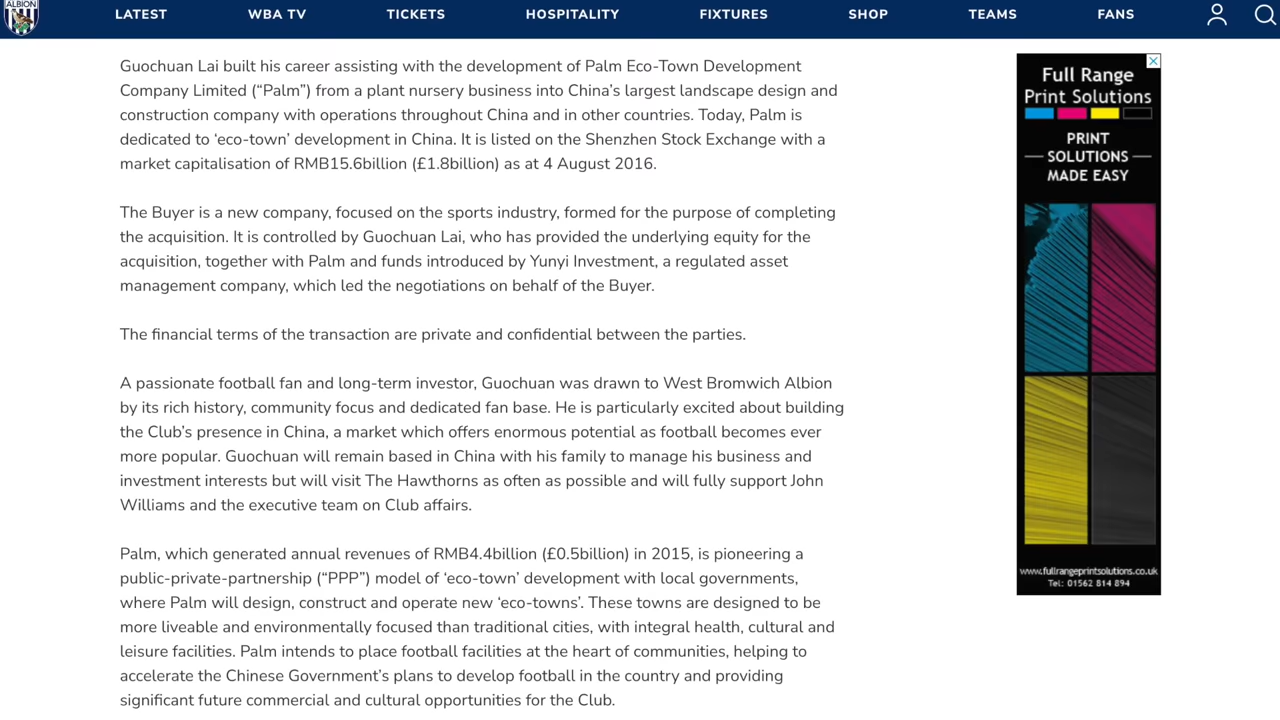 ALBION
LATEST
WBA TV
TICKETS
HOSPITALITY
FIXTURES
SHOP
TEAMS
FANS
Guochuan Lai built his career assisting with the development of Palm Eco-Town Development
Company Limited (“Palm”) from a plant nursery business into China’s largest landscape design and
construction company with operations throughout China and in other countries. Today, Palm is
dedicated to ‘eco-town’ development in China. It is listed on the Shenzhen Stock Exchange with a
market capitalisation of RMB15.6billion (£1.8billion) as at 4 August 2016.
The Buyer is a new company, focused on the sports industry, formed for the purpose of completing
the acquisition. It is controlled by Guochuan Lai, who has provided the underlying equity for the
acquisition, together with Palm and funds introduced by Yunyi Investment, a regulated asset
management company, which led the negotiations on behalf of the Buyer.
The financial terms of the transaction are private and confidential between the parties.
A passionate football fan and long-term investor, Guochuan was drawn to West Bromwich Albion
by its rich history, community focus and dedicated fan base. He is particularly excited about building
the Club’s presence in China, a market which offers enormous potential as football becomes ever
more popular. Guochuan will remain based in China with his family to manage his business and
investment interests but will visit The Hawthorns as often as possible and will fully support John
Williams and the executive team on Club affairs.
Palm, which generated annual revenues of RMB4.4billion (£0.5billion) in 2015, is pioneering a
public-private-partnership (“PPP”) model of ‘eco-town’ development with local governments,
where Palm will design, construct and operate new ‘eco-towns’. These towns are designed to be
more liveable and environmentally focused than traditional cities, with integral health, cultural and
leisure facilities. Palm intends to place football facilities at the heart of communities, helping to
accelerate the Chinese Government’s plans to develop football in the country and providing
significant future commercial and cultural opportunities for the Club.
Full Range
Print Solutions
PRINT
SOLUTIONS
MADE EASY
www.fullrangeprintsolutions.co.uk
Tel: 01562 814 894